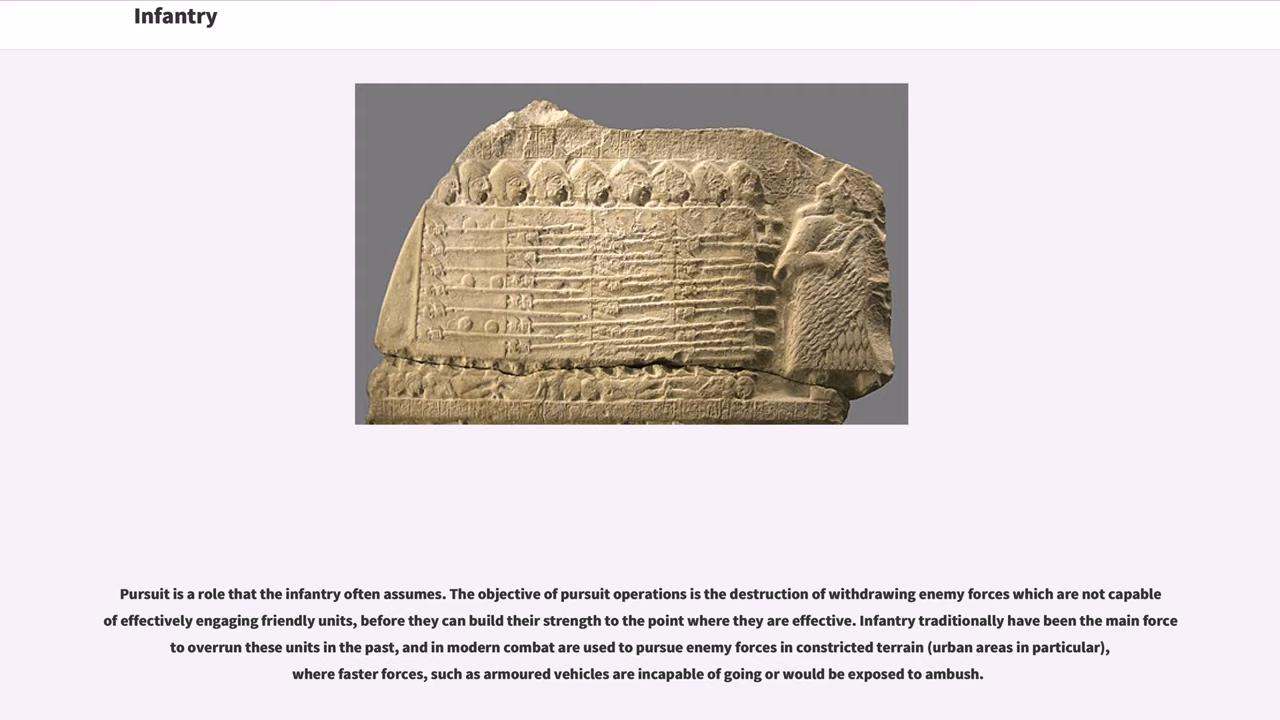 Infantry
Pursuit is a role that the infantry often assumes. The objective of pursuit operations is the destruction of withdrawing enemy forces which are not capable
of effectively engaging friendly units, before they can build their strength to the point where they are effective. Infantry traditionally have been the main force
to overrun these units in the past, and in modern combat are used to pursue enemy forces in constricted terrain (urban areas in particular),
where faster forces, such as armoured vehicles are incapable of going or would be exposed to ambush.